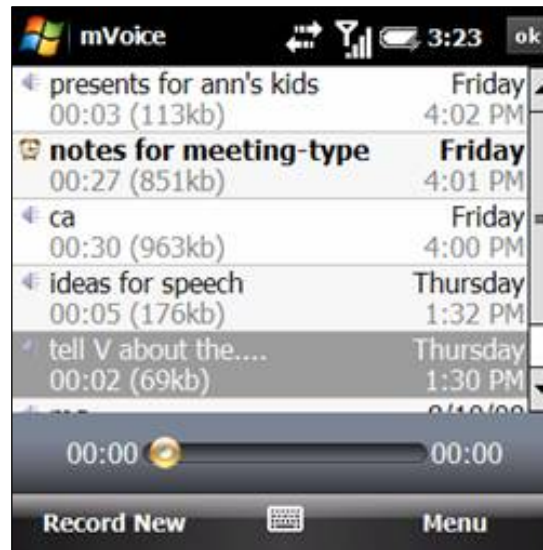 mVoice 3:23 ok
presents for ann's kids Friday
00:03 (113kb) 4:02 PM
notes for meeting-type Friday
00:27 (851kb) 4:01 PM
ca Friday
00:30 (963kb) 4:00 PM
ideas for speech Thursday
00:05 (176kb) 1:32 PM
tell V about the.... Thursday
00:02 (69kb) 1:30 PM
00:00 00:00
Record New Menu